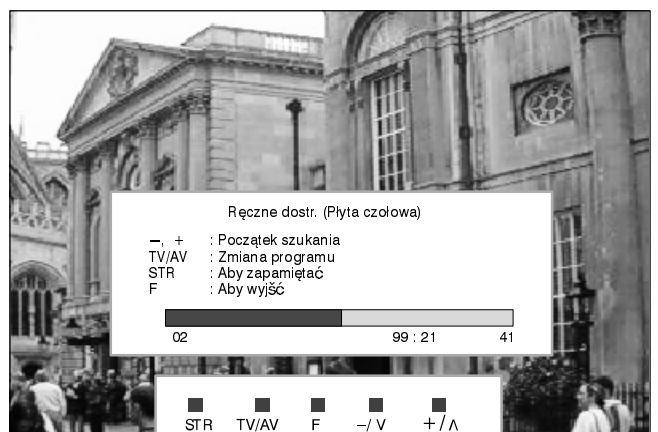 Ręczne dostr. (Płyta czołowa)
–, + : Początek szukania
TV/AV : Zmiana programu
STR : Aby zapamiętać
F : Aby wyjšć
02 99 : 21 41
STR TV/AV F –/ V + / Λ